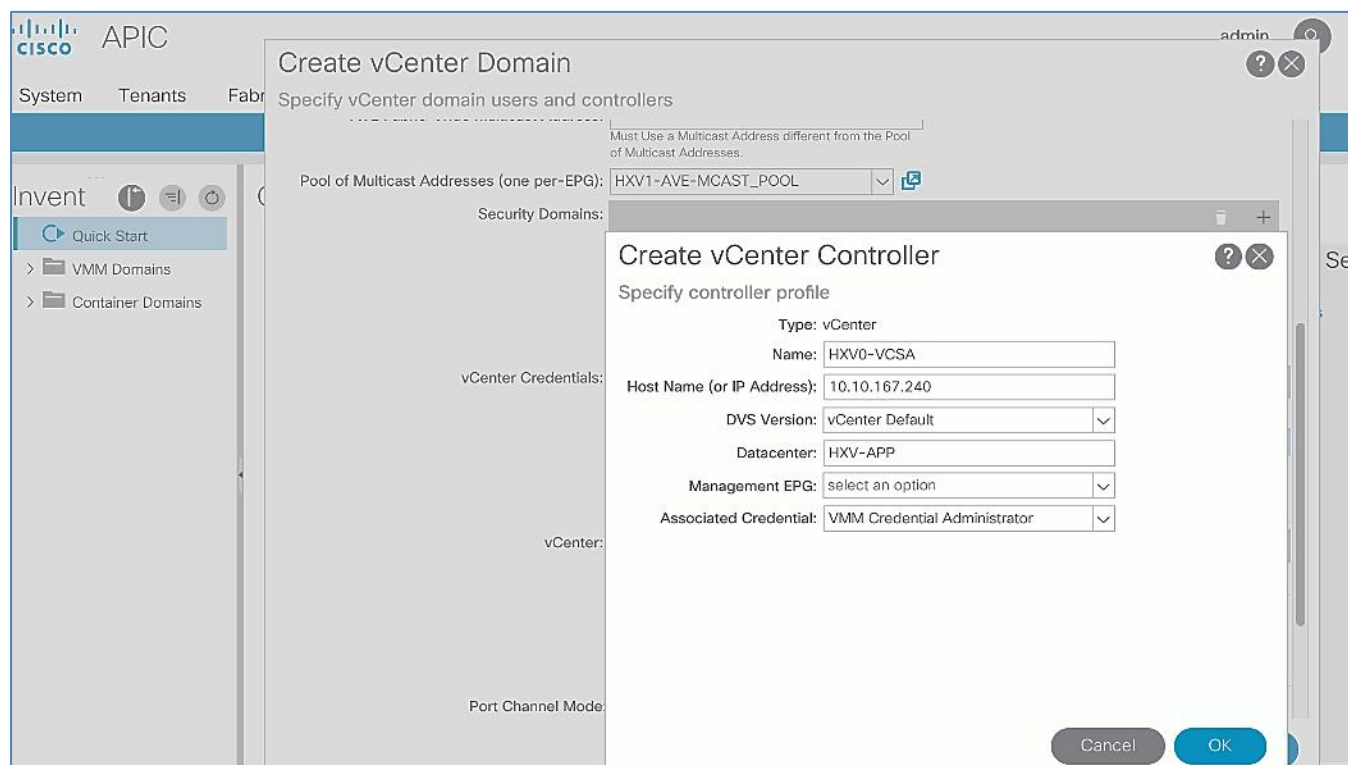 CISCO APIC
admin
System Tenants Fabr
Create vCenter Domain
Specify vCenter domain users and controllers
Must Use a Multicast Address different from the Pool
of Multicast Addresses.
Pool of Multicast Addresses (one per-EPG): HXV1-AVE-MCAST_POOL
Security Domains:
Invent
Quick Start
VMM Domains
Container Domains
Create vCenter Controller
Specify controller profile
Type: vCenter
Name: HXV0-VCSA
vCenter Credentials:
Host Name (or IP Address): 10.10.167.240
DVS Version: vCenter Default
Datacenter: HXV-APP
Management EPG: select an option
Associated Credential: VMM Credential Administrator
vCenter:
Port Channel Mode:
Cancel OK
Se